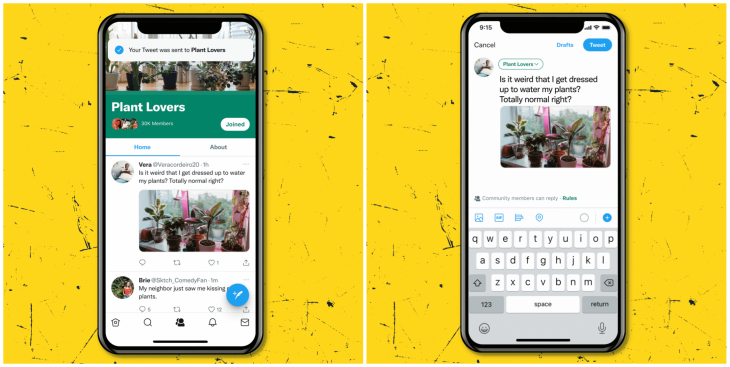 Your Tweet was sent to Plant Lovers
Plant Lovers
30K Members
Joined
Home
About
Vera @Veracordeiro20 · 1h
Is it weird that I get dressed up to water
my plants? Totally normal right?
1
Brie @Sktch_ComedyFan · 1m
My neighbor just saw me kissing
plants.
5
12
9:15
Cancel
Drafts
Tweet
Plant Lovers
Is it weird that I get dressed
up to water my plants?
Totally normal right?
Community members can reply · Rules
GIF
q w e r t y u i o p
a s d f g h j k l
z x c v b n m
123
space
return